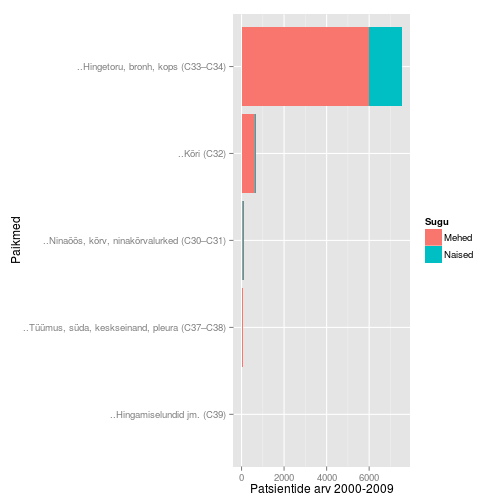 Paikmed
..Hingetoru, bronh, kops (C33–C34)
..Kõri (C32)
..Ninaõõs, kõrv, ninakõrvalurked (C30–C31)
..Tüümus, süda, keskseinand, pleura (C37–C38)
..Hingamiselundid jm. (C39)
0 2000 4000 6000
Patsientide arv 2000-2009
Sugu
Mehed
Naised